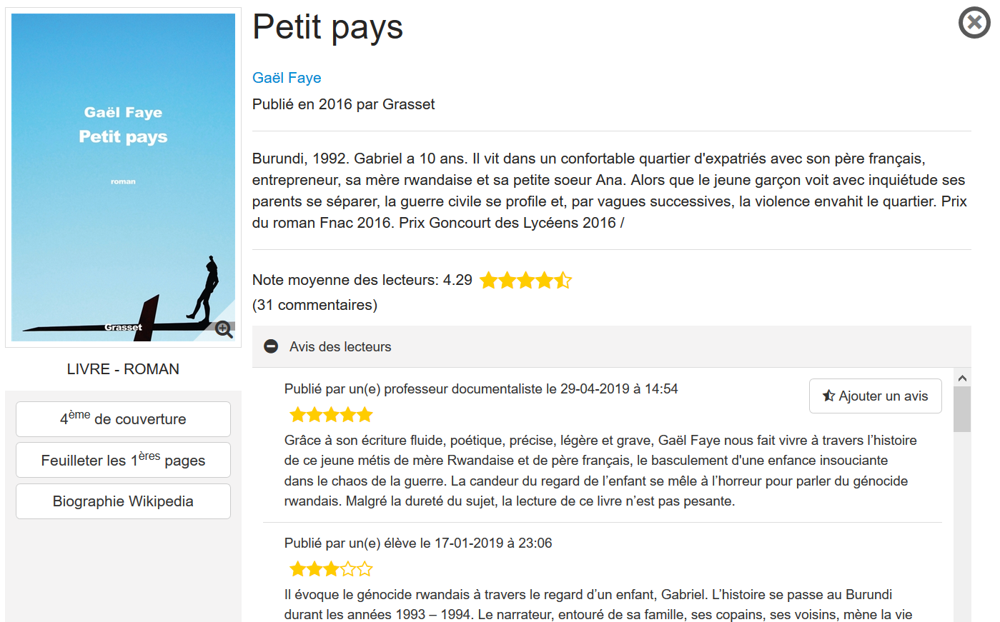 Gaël Faye
Petit pays
roman
Grasset
LIVRE - ROMAN
4ème de couverture
Feuilleter les 1ères pages
Biographie Wikipedia
Petit pays
Gaël Faye
Publié en 2016 par Grasset
Burundi, 1992. Gabriel a 10 ans. Il vit dans un confortable quartier d'expatriés avec son père français,
entrepreneur, sa mère rwandaise et sa petite soeur Ana. Alors que le jeune garçon voit avec inquiétude ses
parents se séparer, la guerre civile se profile et, par vagues successives, la violence envahit le quartier. Prix
du roman Fnac 2016. Prix Goncourt des Lycéens 2016 /
Note moyenne des lecteurs: 4.29
(31 commentaires)
Avis des lecteurs
Publié par un(e) professeur documentaliste le 29-04-2019 à 14:54
Ajouter un avis
Grâce à son écriture fluide, poétique, précise, légère et grave, Gaël Faye nous fait vivre à travers l’histoire
de ce jeune métis de mère Rwandaise et de père français, le basculement d'une enfance insouciante
dans le chaos de la guerre. La candeur du regard de l’enfant se mêle à l’horreur pour parler du génocide
rwandais. Malgré la dureté du sujet, la lecture de ce livre n’est pas pesante.
Publié par un(e) élève le 17-01-2019 à 23:06
Il évoque le génocide rwandais à travers le regard d’un enfant, Gabriel. L’histoire se passe au Burundi
durant les années 1993 – 1994. Le narrateur, entouré de sa famille, ses copains, ses voisins, mène la vie